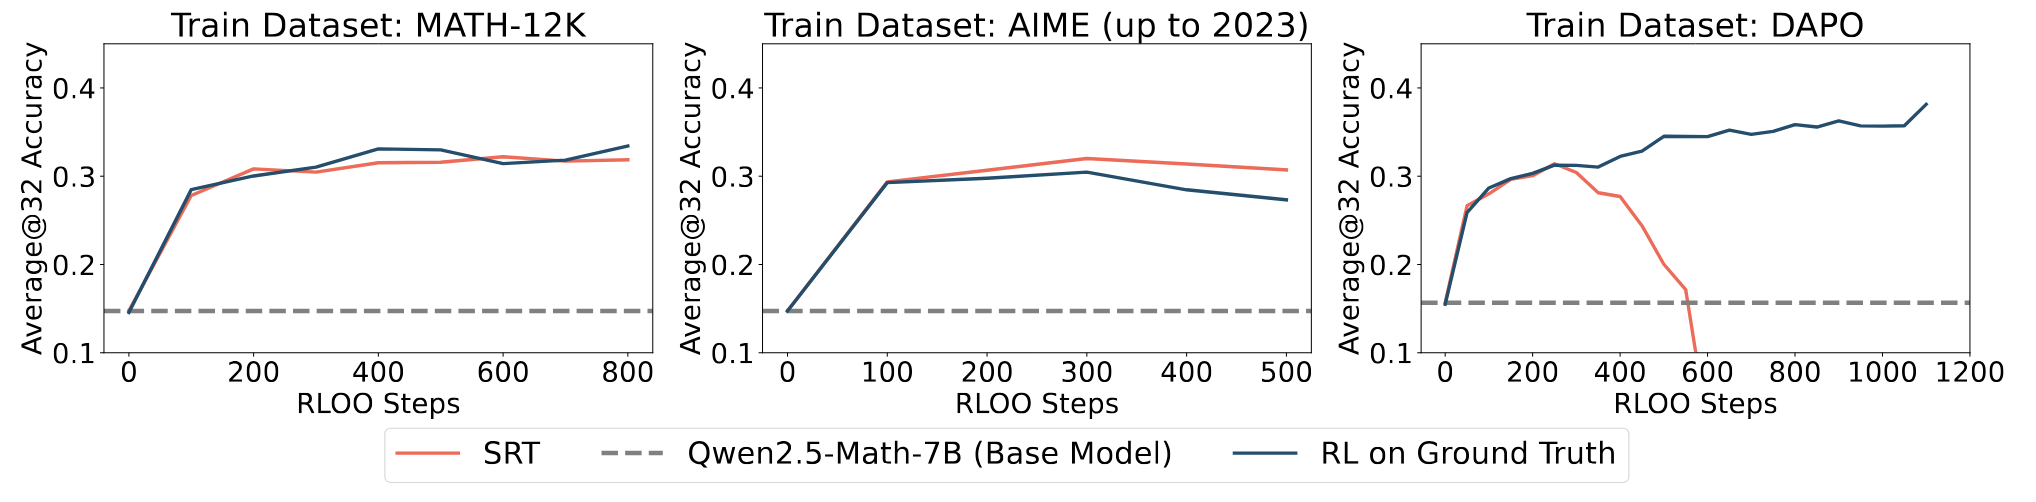 Train Dataset: MATH-12K
Average@32 Accuracy
0.4
0.3
0.2
0.1
0 200 400 600 800
RLOO Steps
Train Dataset: AIME (up to 2023)
Average@32 Accuracy
0.4
0.3
0.2
0.1
0 100 200 300 400 500
RLOO Steps
Train Dataset: DAPO
Average@32 Accuracy
0.4
0.3
0.2
0.1
0 200 400 600 800 1000 1200
RLOO Steps
SRT Qwen2.5-Math-7B (Base Model) RL on Ground Truth